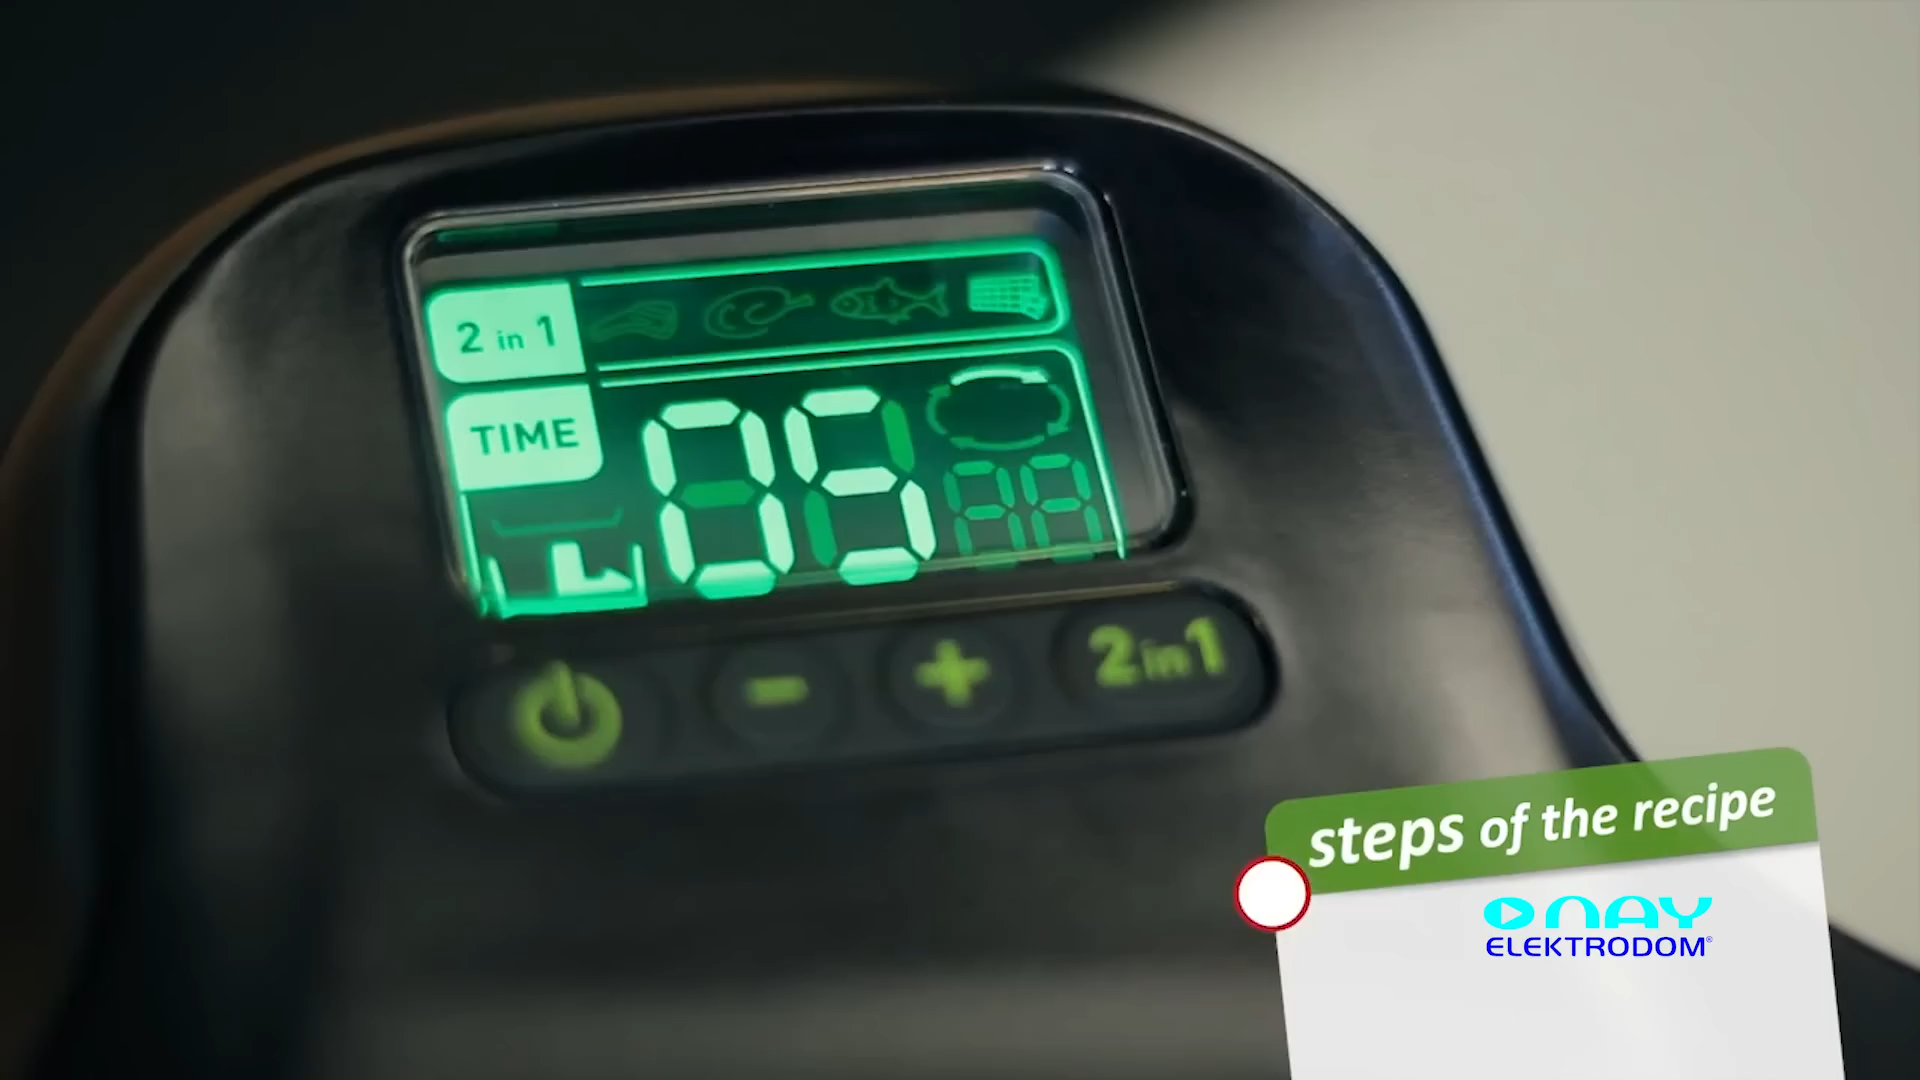 2 in 1
TIME
05
2in1
steps of the recipe
NAY
ELEKTRODOM®